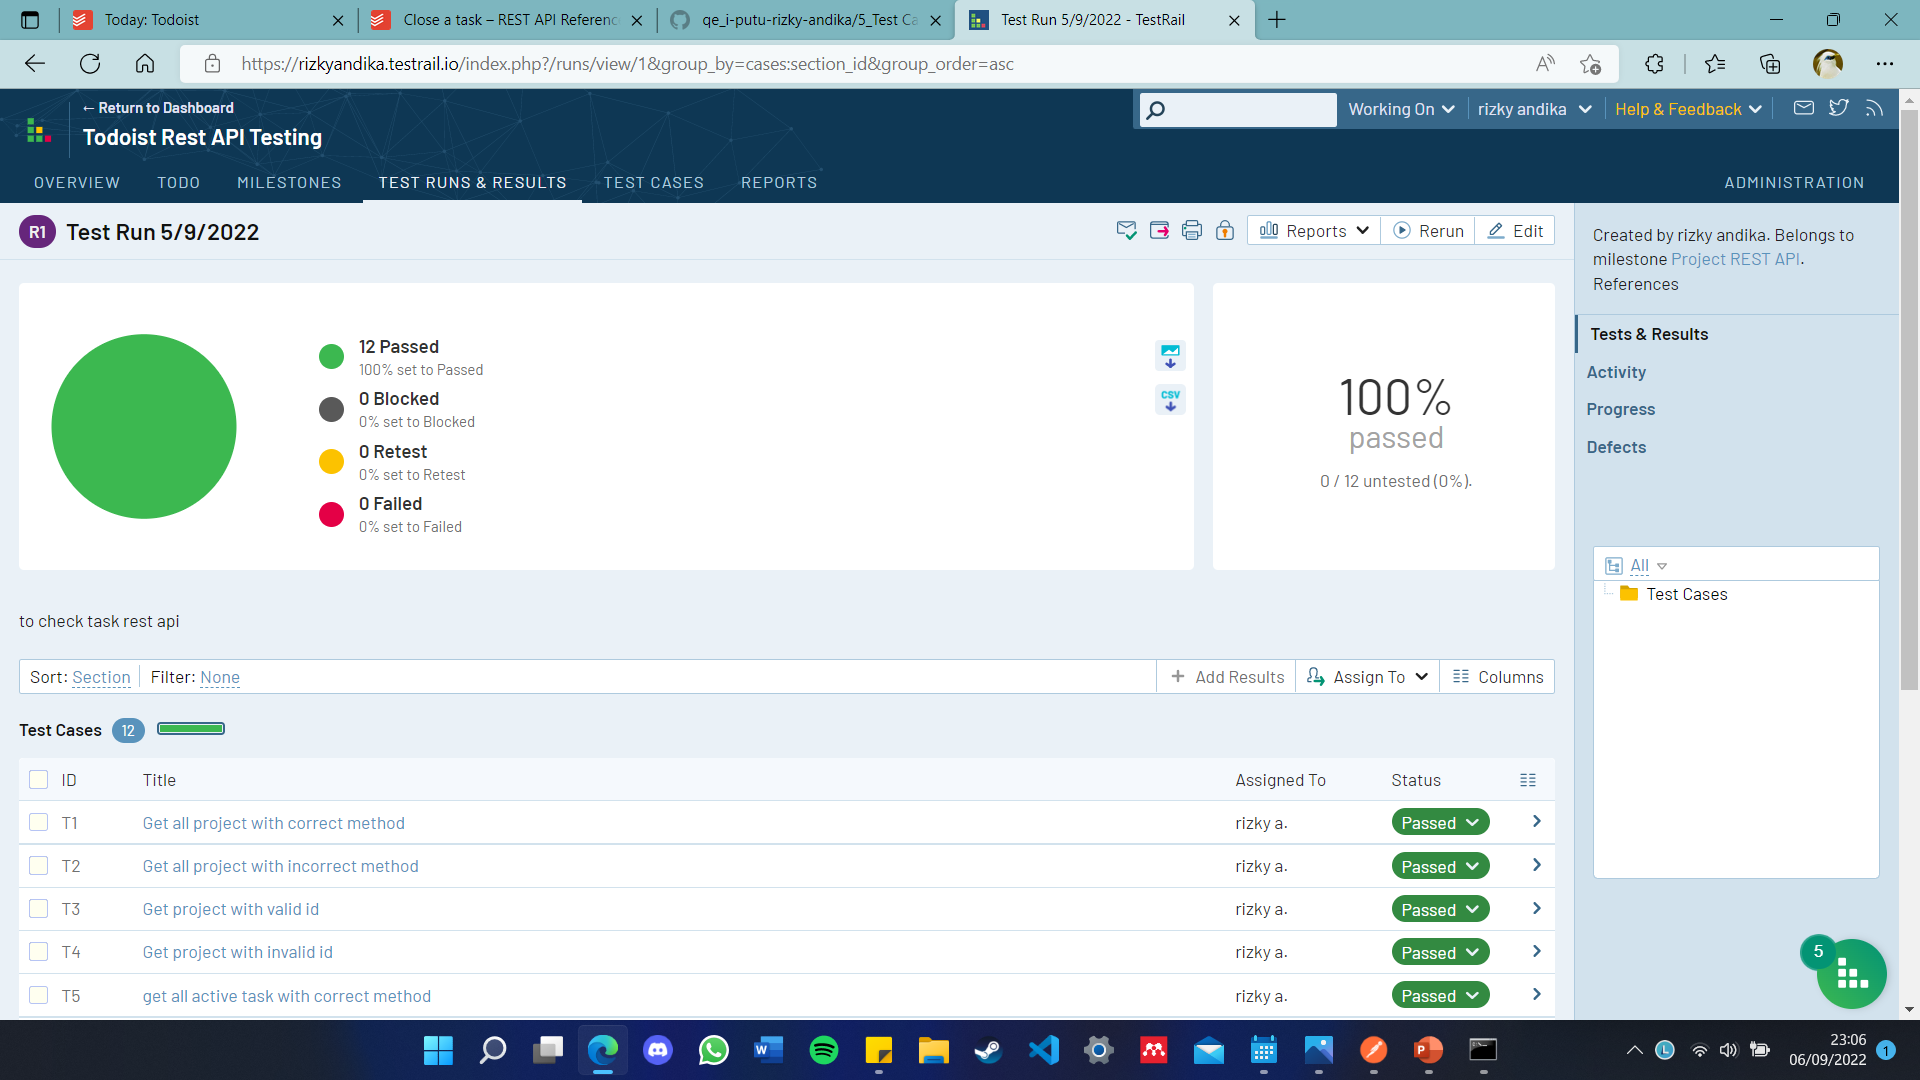 Today: Todoist
Close a task – REST API Referenc
qe_i-putu-rizky-andika/5_Test Ca
Test Run 5/9/2022 - TestRail
https://rizkyandika.testrail.io/index.php?/runs/view/1&group_by=cases:section_id&group_order=asc
← Return to Dashboard
Todoist Rest API Testing
Working On
rizky andika
Help & Feedback
OVERVIEW
TODO
MILESTONES
TEST RUNS & RESULTS
TEST CASES
REPORTS
ADMINISTRATION
R1
Test Run 5/9/2022
Reports
Rerun
Edit
12 Passed
100% set to Passed
0 Blocked
0% set to Blocked
0 Retest
0% set to Retest
0 Failed
0% set to Failed
CSV
100%
passed
0 / 12 untested (0%).
Created by rizky andika. Belongs to
milestone Project REST API.
References
Tests & Results
Activity
Progress
Defects
All
Test Cases
to check task rest api
Sort: Section
Filter: None
Add Results
Assign To
Columns
Test Cases 12
ID Title Assigned To Status
T1 Get all project with correct method rizky a. Passed
T2 Get all project with incorrect method rizky a. Passed
T3 Get project with valid id rizky a. Passed
T4 Get project with invalid id rizky a. Passed
T5 get all active task with correct method rizky a. Passed
5
W
L
P
23:06
06/09/2022
1